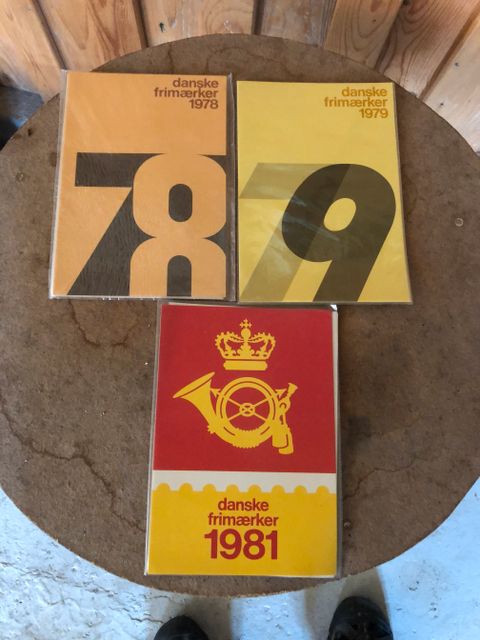 danske
frimærker
1978
78
danske
frimærker
1979
79
danske
frimærker
1981